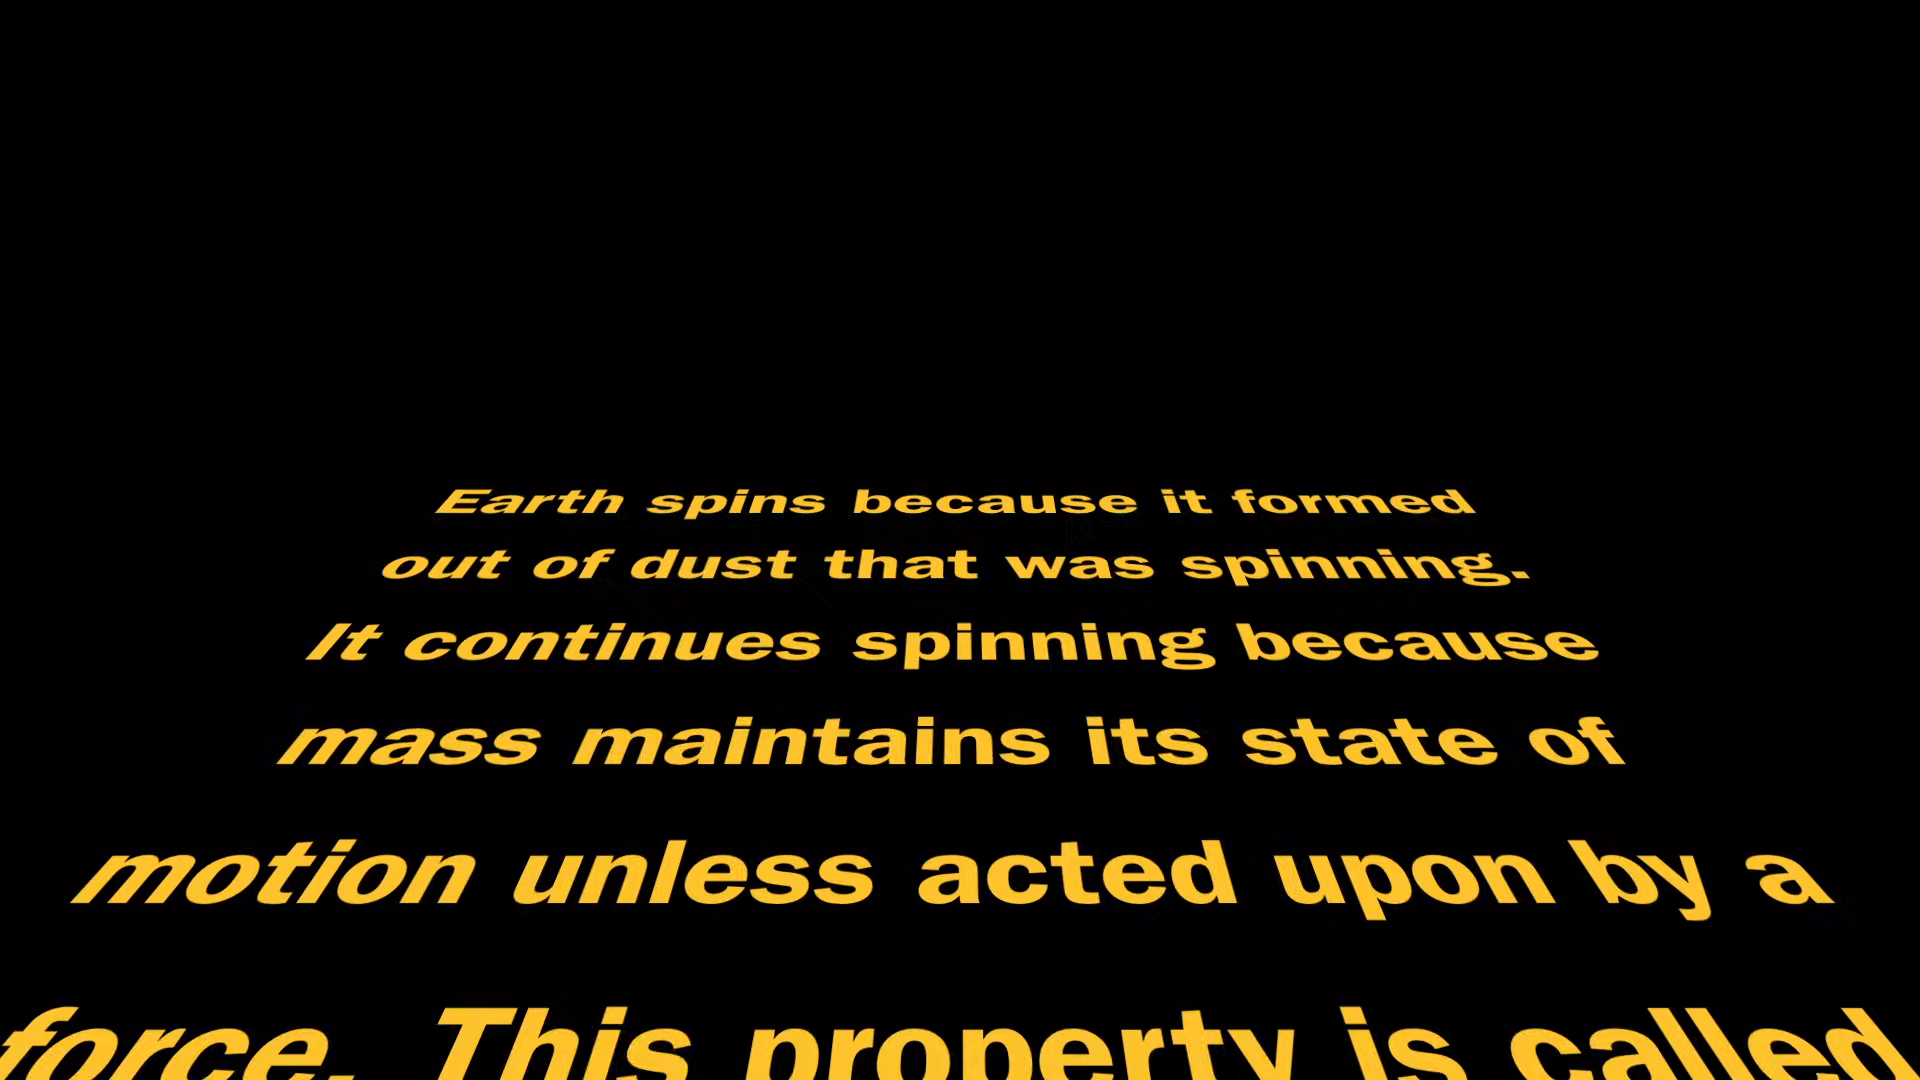 Earth spins because it formed
out of dust that was spinning.
It continues spinning because
mass maintains its state of
motion unless acted upon by a
force. This property is called